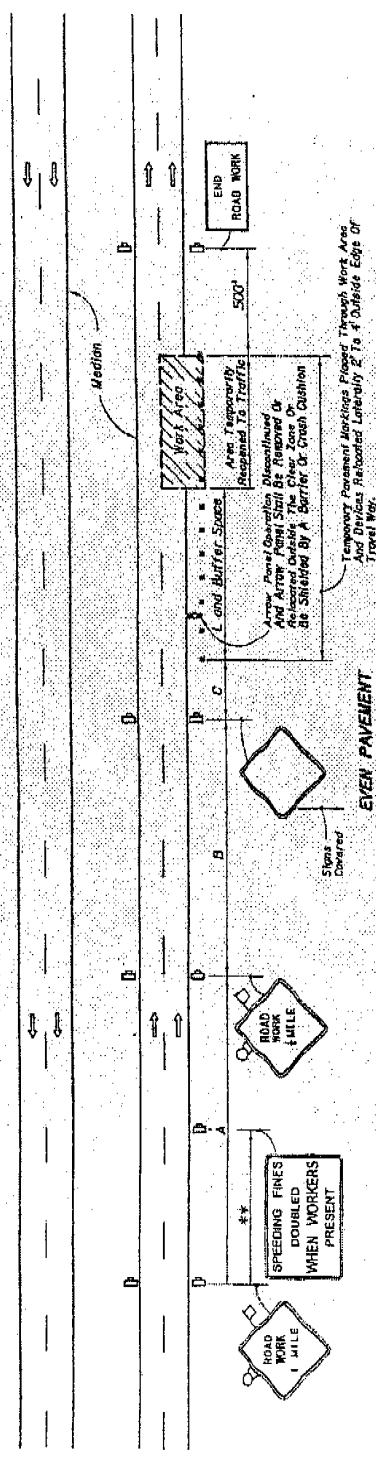 Median
END
ROAD WORK
500'
Work Area
Area Temporarily
Reopened To Traffic
L and Buffer Space
Arrow Panel Operation Discontinued
And Arrow Panel Shall Be Removed Or
Relocated Outside The Clear Zone Or
Be Shielded By A Barrier Or Crash Cushion
Temporary Pavement Markings Placed Through Work Area
And Devices Relocated Laterally 2' To 4' Outside Edge Of
Travel Way.
C
B
A
**
Signs
Covered
EVEN PAVEMENT
ROAD
WORK
½ MILE
SPEEDING FINES
DOUBLED
WHEN WORKERS
PRESENT
ROAD
WORK
1 MILE